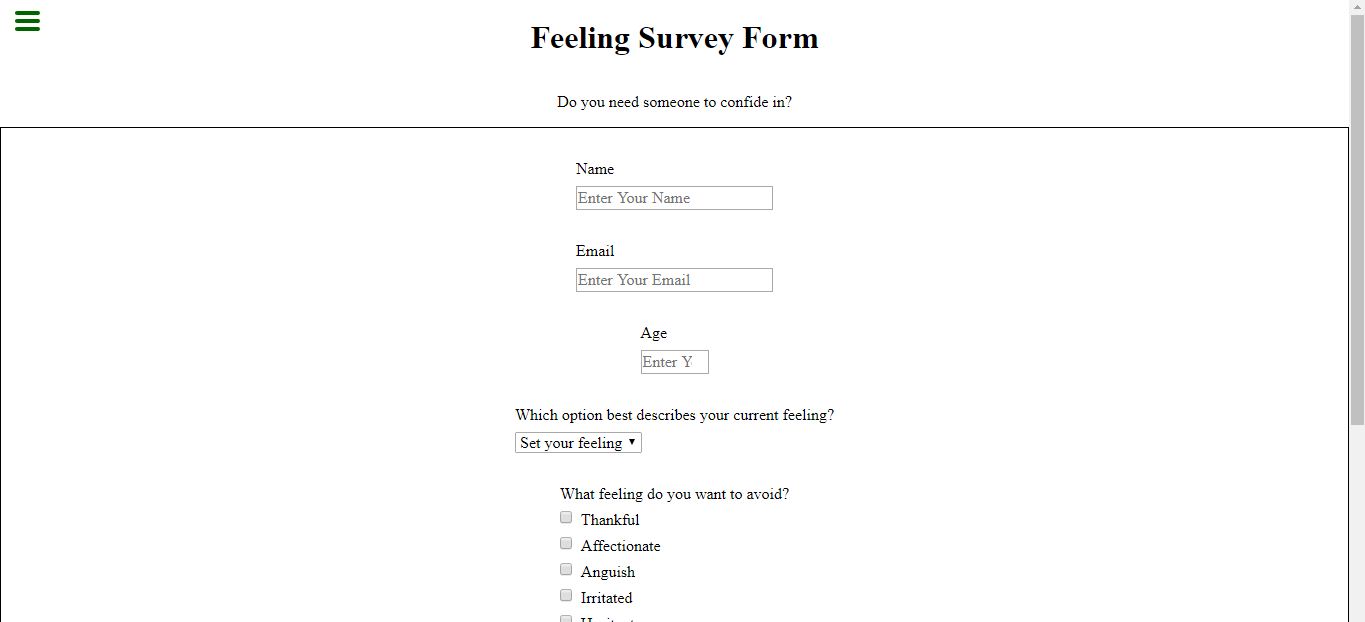 Feeling Survey Form
Do you need someone to confide in?
Name
Enter Your Name
Email
Enter Your Email
Age
Enter Y
Which option best describes your current feeling?
Set your feeling
What feeling do you want to avoid?
Thankful
Affectionate
Anguish
Irritated